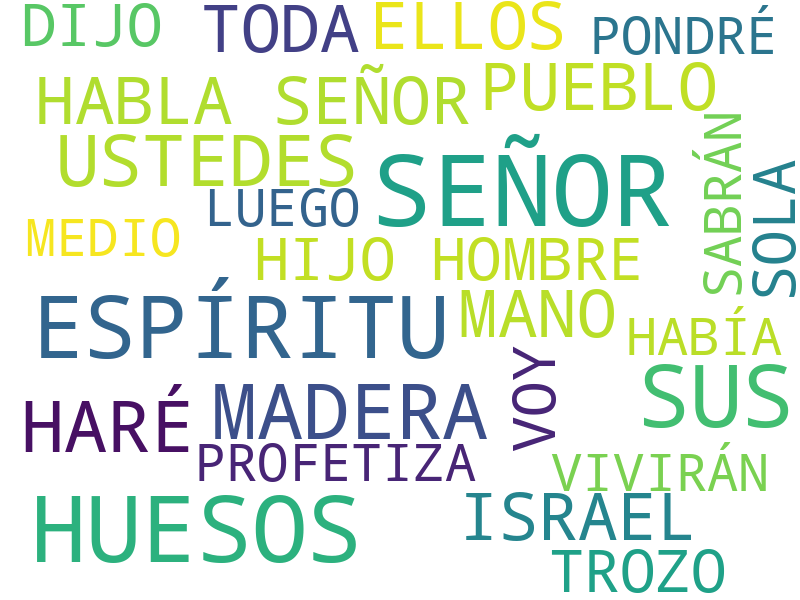 DIJO TODA ELLOS PONDRÉ
HABLA SEÑOR PUEBLO
USTEDES SEÑOR SABRÁN SOLA
MEDIO LUEGO
HIJO HOMBRE
ESPÍRITU MANO HABÍA
HARÉ MADERA VOY SUS
PROFETIZA VIVIRÁN
HUESOS ISRAEL
TROZO